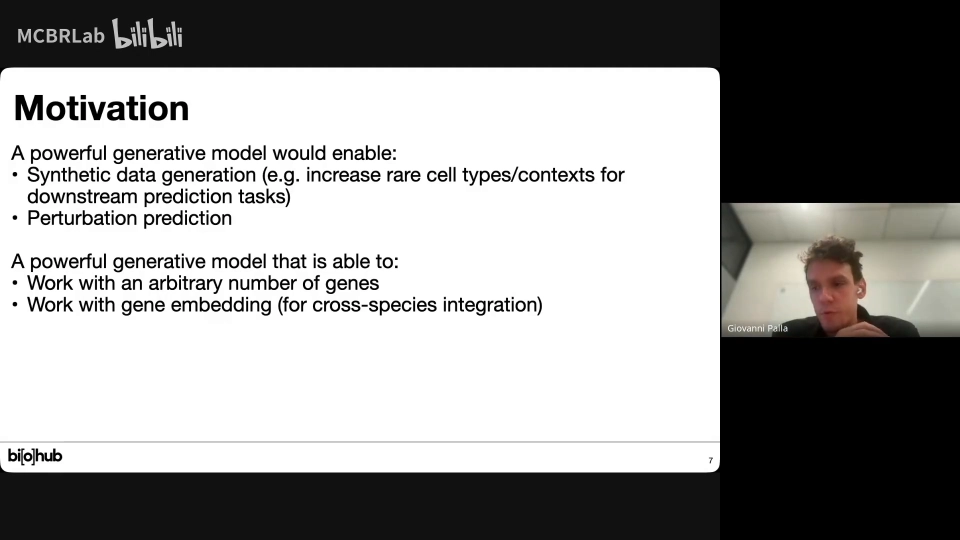 MCBRLab bilibili
Motivation
A powerful generative model would enable:
• Synthetic data generation (e.g. increase rare cell types/contexts for
downstream prediction tasks)
• Perturbation prediction
A powerful generative model that is able to:
• Work with an arbitrary number of genes
• Work with gene embedding (for cross-species integration)
Giovanni Palla
bi[o]hub
7